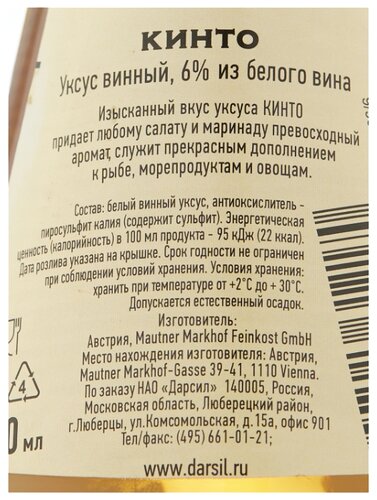 КИНТО
Уксус винный, 6% из белого вина
Изысканный вкус уксуса КИНТО
придает любому салату и маринаду превосходный
аромат, служит прекрасным дополнением
к рыбе, морепродуктам и овощам.
Состав: белый винный уксус, антиокислитель -
пиросульфит калия (содержит сульфит). Энергетическая
ценность (калорийность) в 100 мл продукта - 95 кДж (22 ккал).
Дата розлива указана на крышке. Срок годности не ограничен
при соблюдении условий хранения. Условия хранения:
хранить при температуре от +2°С до + 30°С.
Допускается естественный осадок.
Изготовитель:
Австрия, Mautner Markhof Feinkost GmbH
Место нахождения изготовителя: Австрия,
Mautner Markhof-Gasse 39-41, 1110 Vienna.
По заказу НАО «Дарсил» 140005, Россия,
Московская область, Люберецкий район,
г.Люберцы, ул.Комсомольская, д.15а, офис 901
Тел/факс: (495) 661-01-21;
www.darsil.ru
4
0 мл